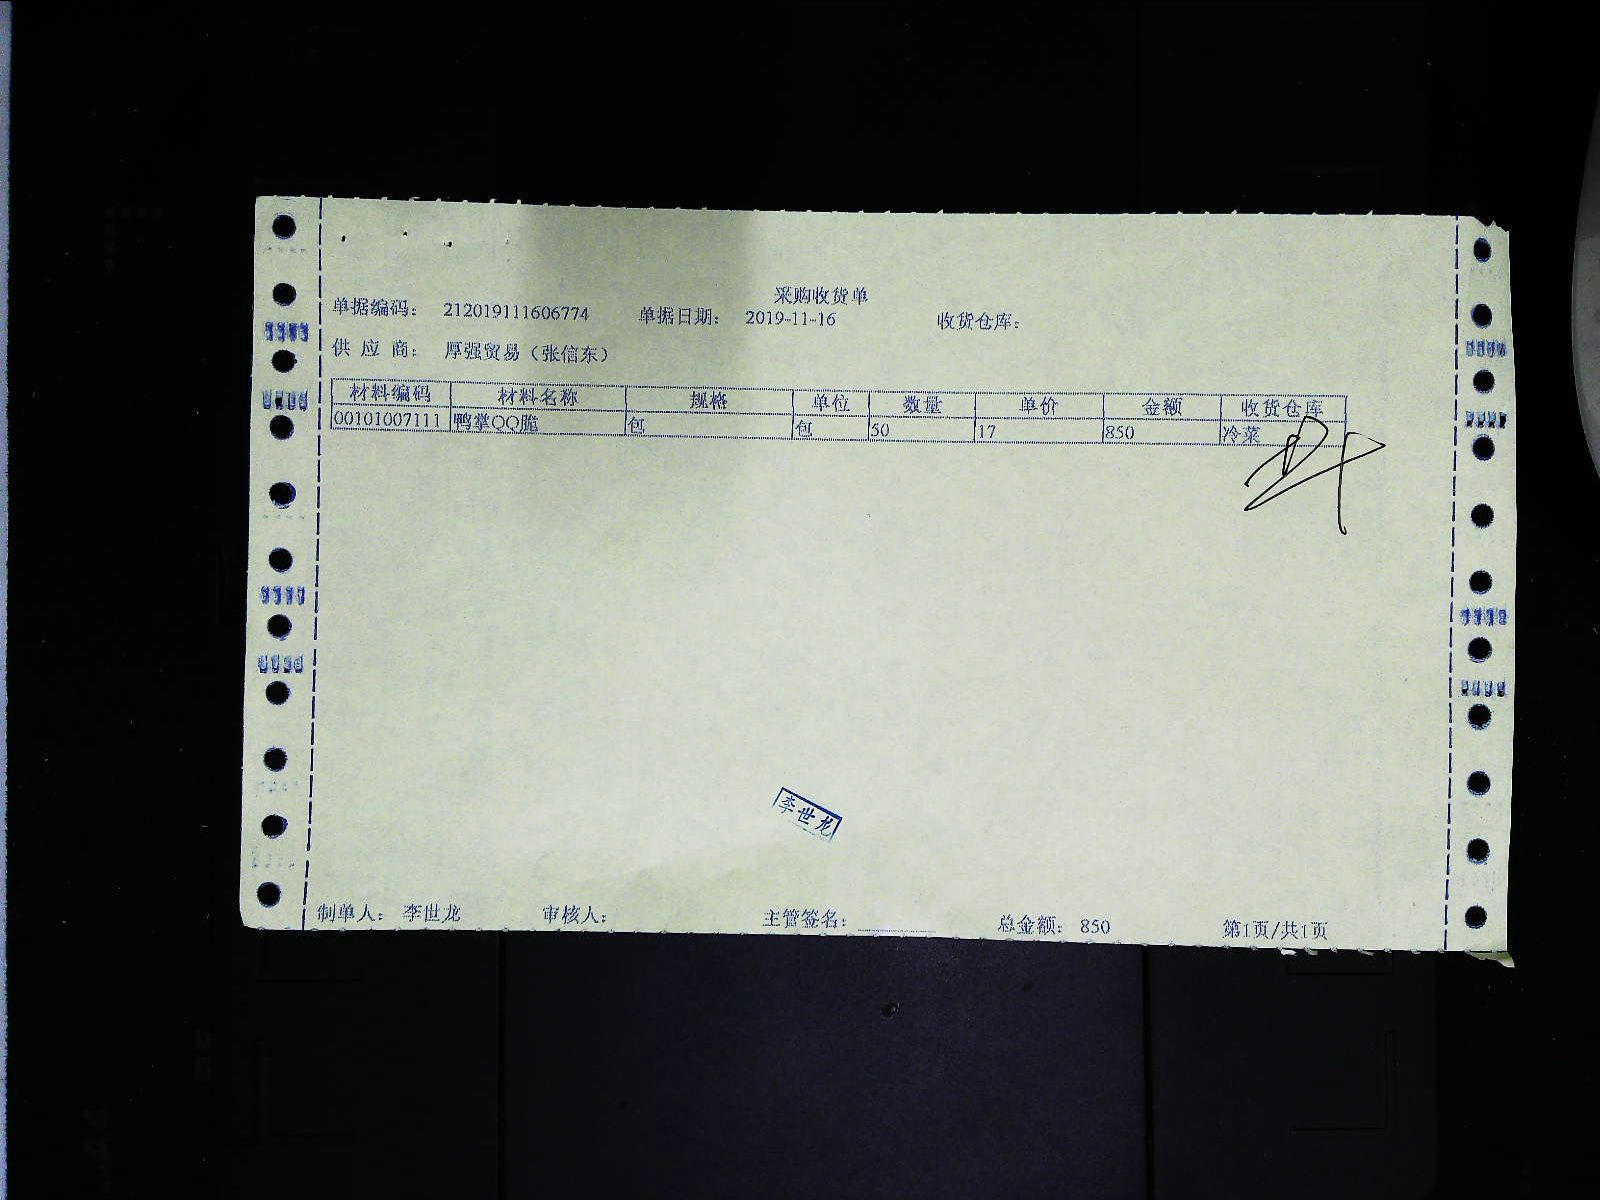 采购收货单
单据编码： 212019111606774 单据日期： 2019-11-16 收货仓库：
供 应 商： 厚强贸易（张信东）
材料编码 材料名称 规格 单位 数量 单价 金额 收货仓库
00101007111 鸭掌QQ脆 包 包 50 17 850 冷菜
李世龙
制单人： 李世龙 审核人： 主管签名： 总金额： 850 第1页/共1页